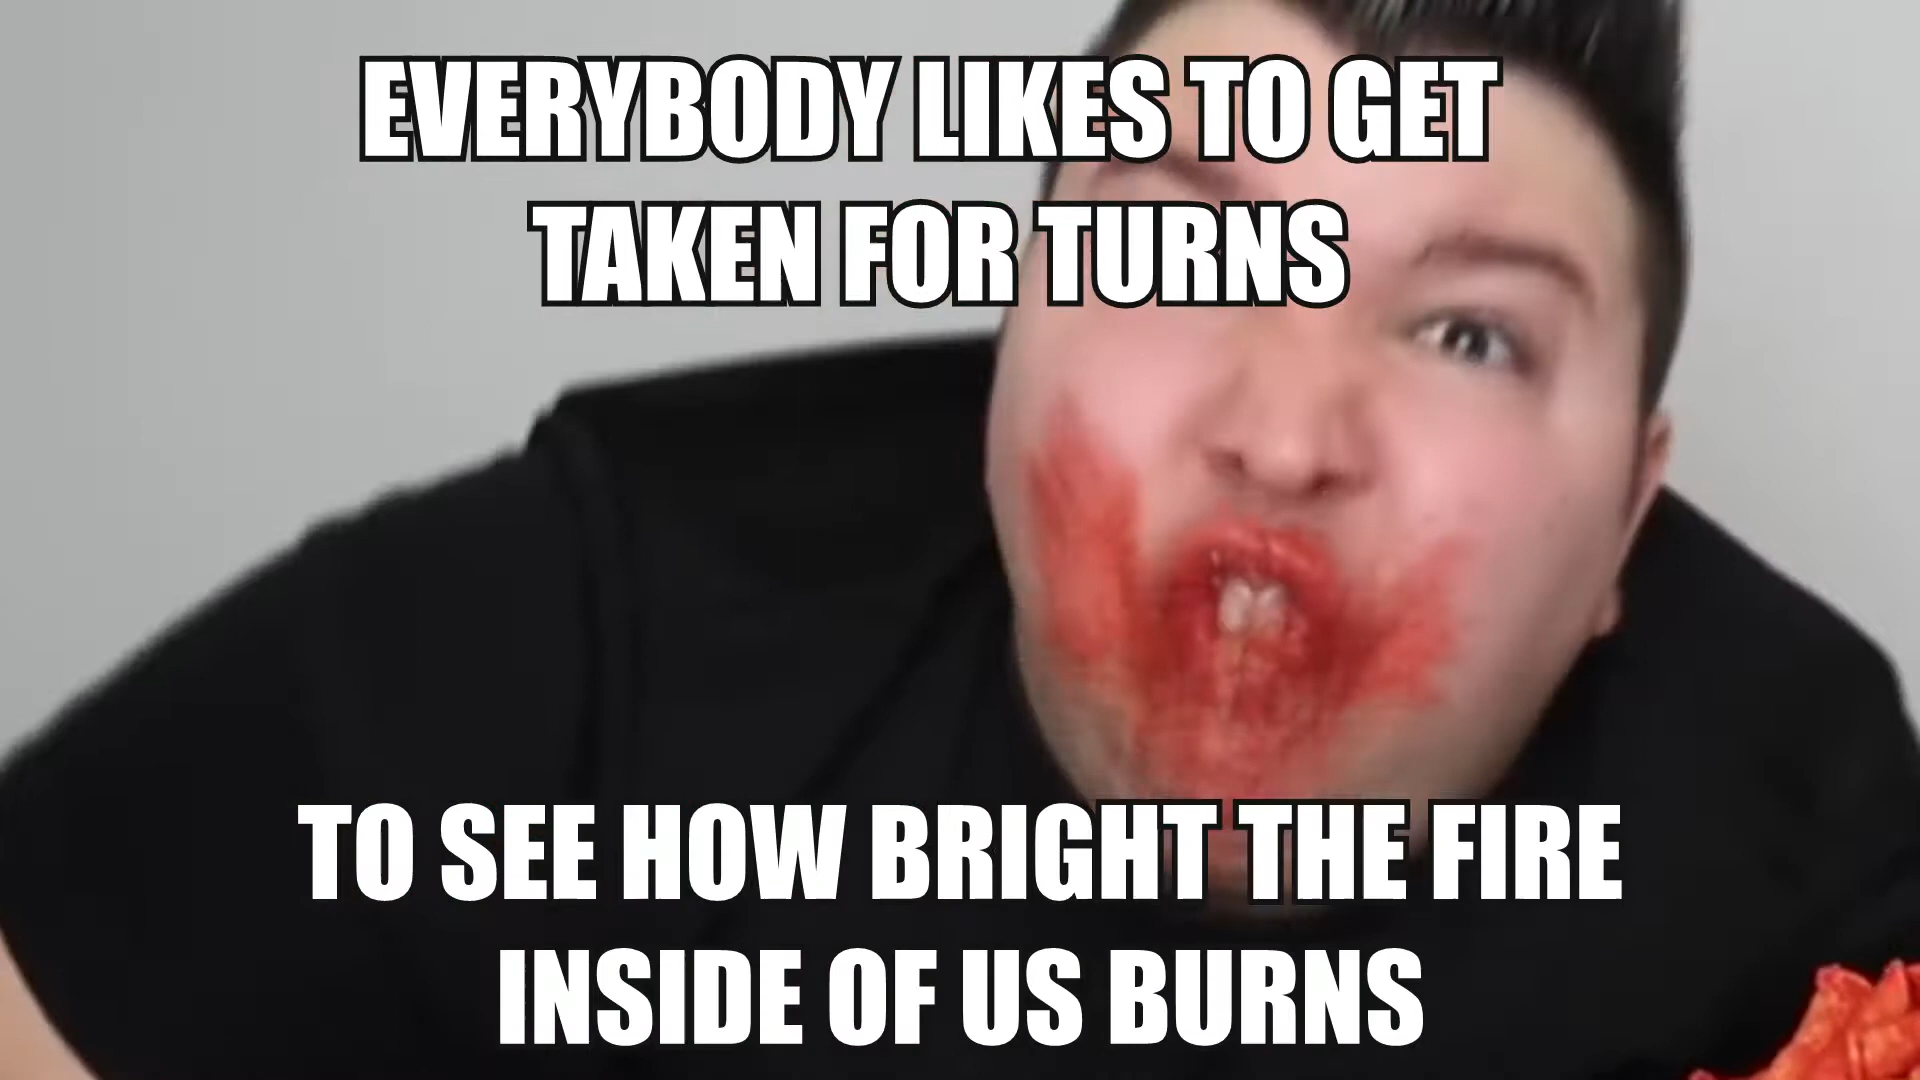 EVERYBODY LIKES TO GET
TAKEN FOR TURNS
TO SEE HOW BRIGHT THE FIRE
INSIDE OF US BURNS